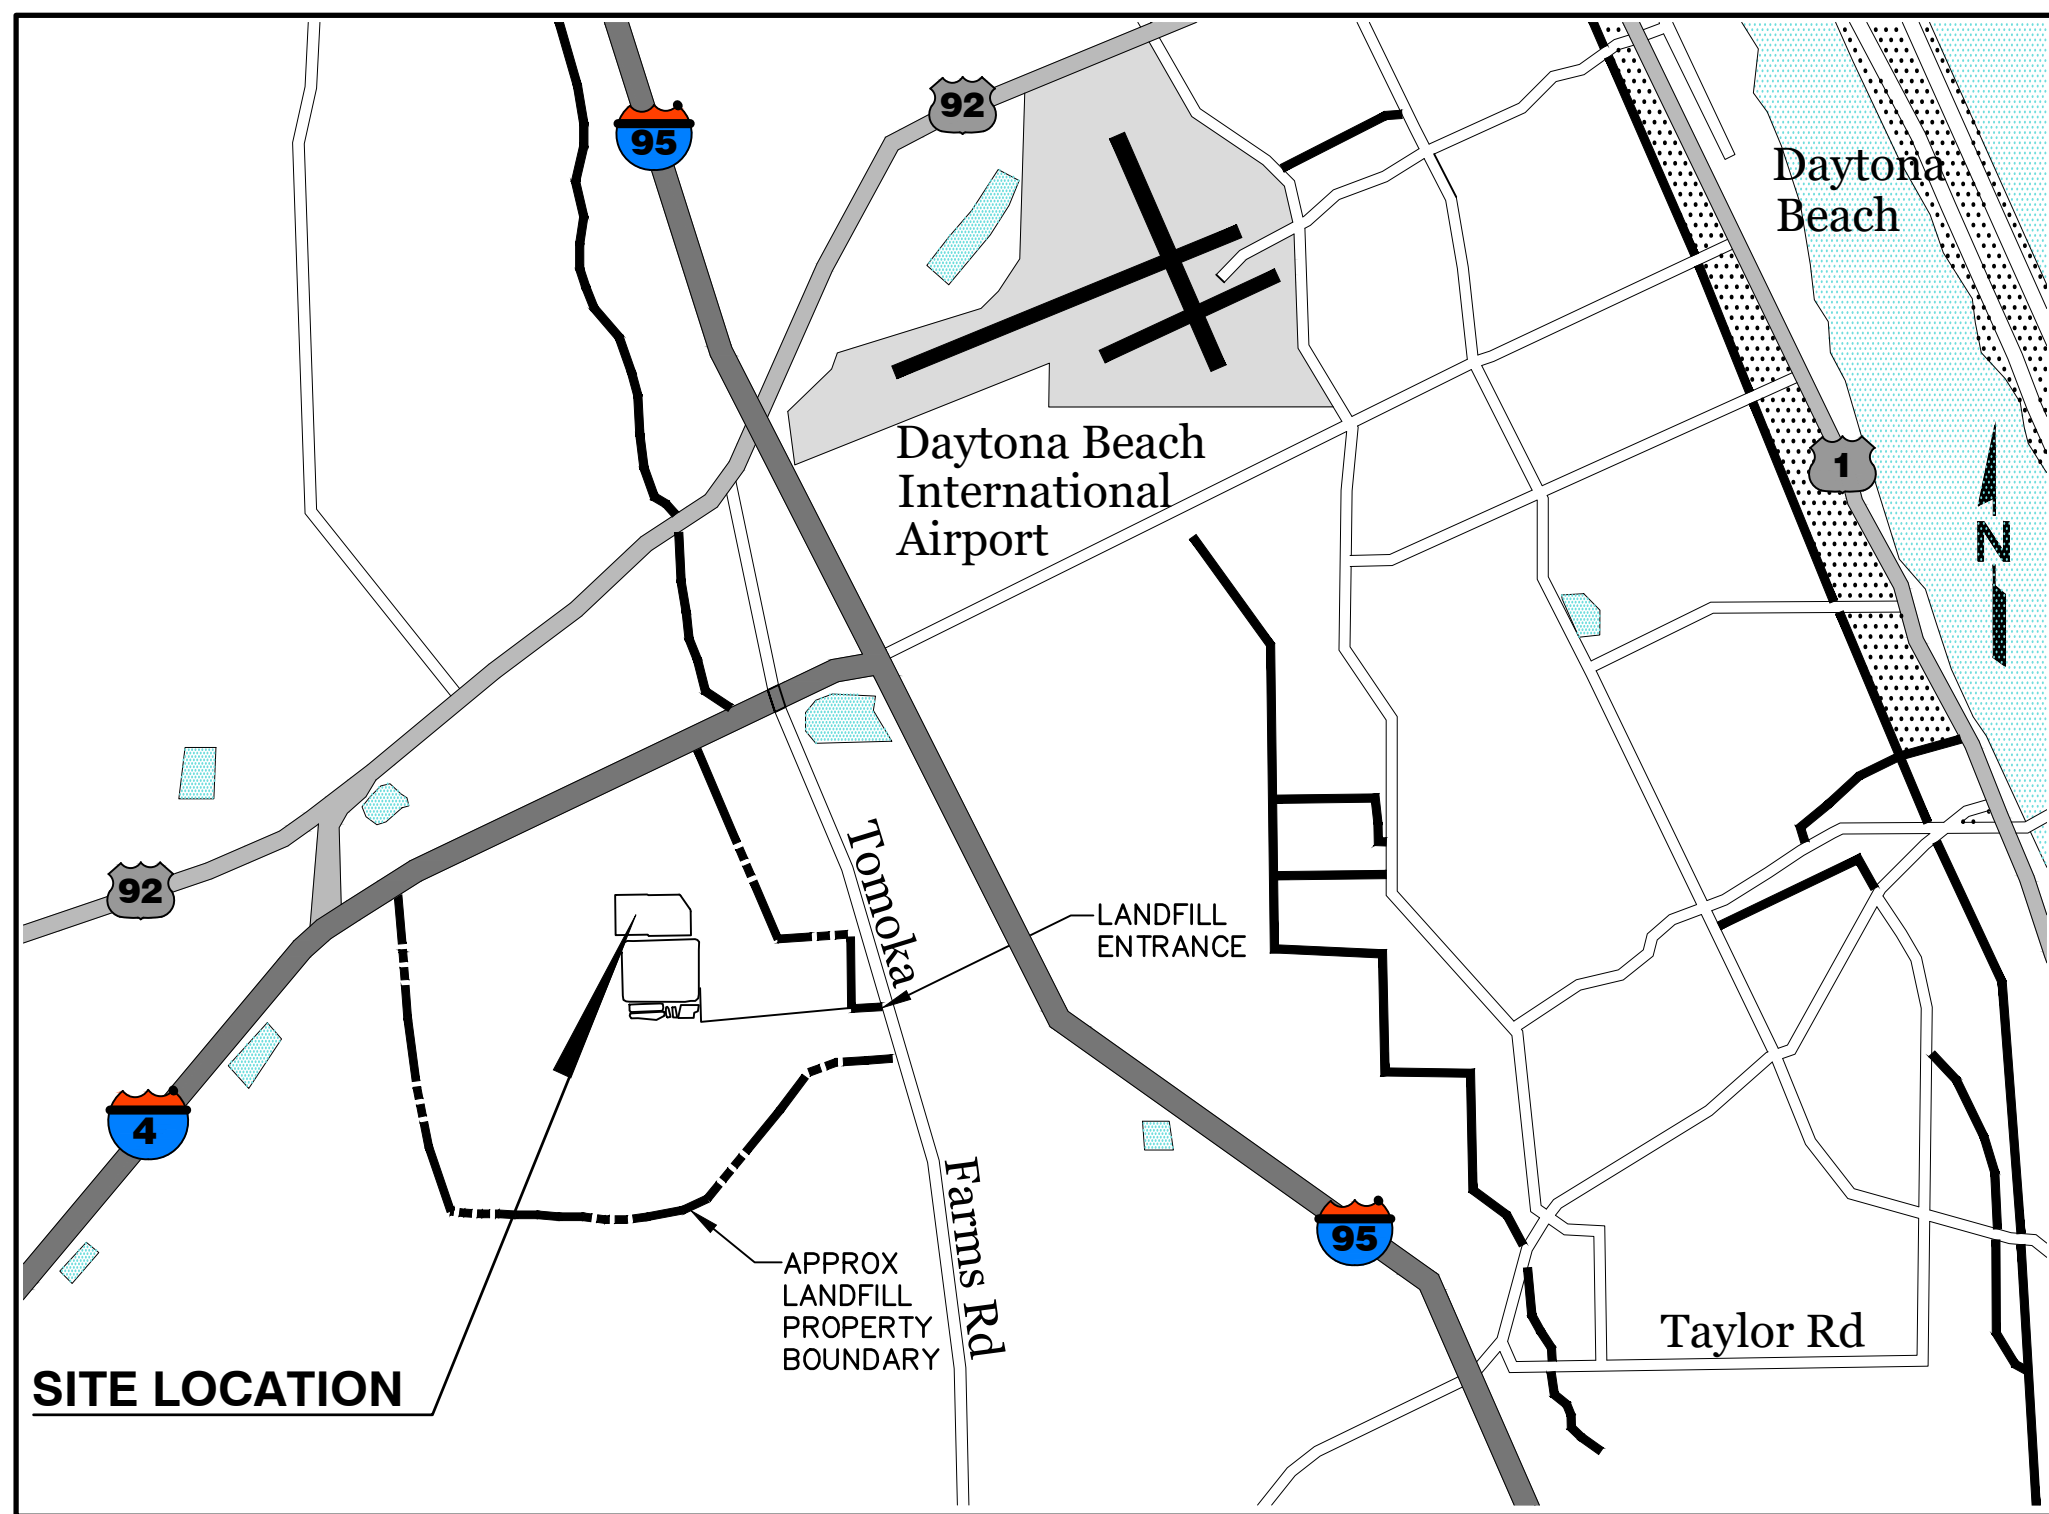 92
95
Daytona
Beach
Daytona Beach
International
Airport
1
N
92
Tomoka
LANDFILL
ENTRANCE
4
Farms Rd
95
APPROX
LANDFILL
PROPERTY
BOUNDARY
Taylor Rd
SITE LOCATION